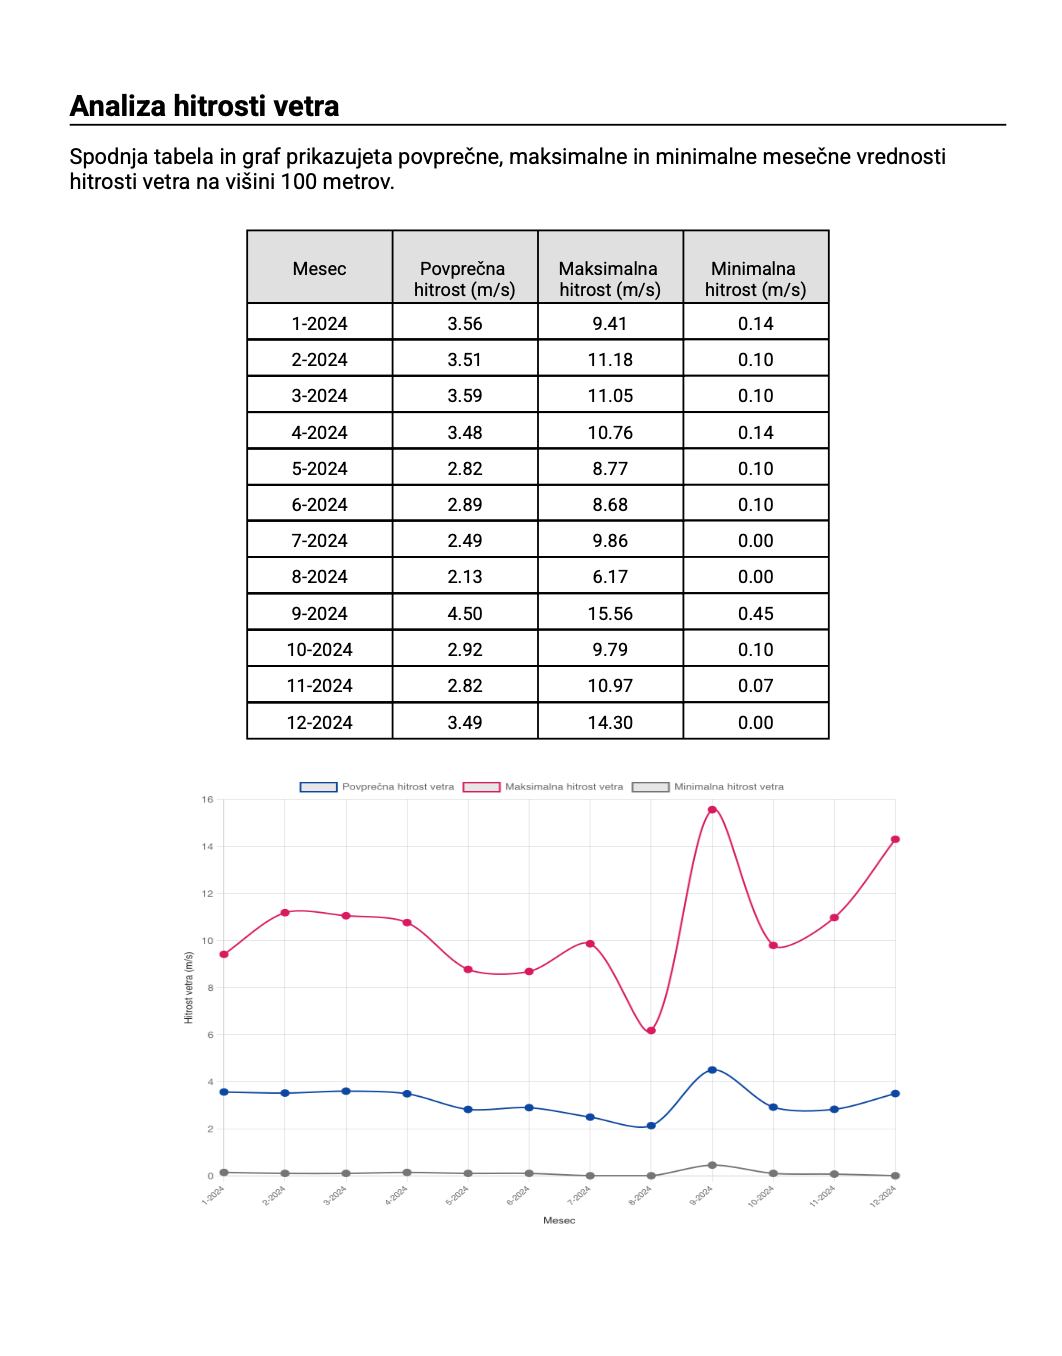 Analiza hitrosti vetra
Spodnja tabela in graf prikazujeta povprečne, maksimalne in minimalne mesečne vrednosti
hitrosti vetra na višini 100 metrov.
Mesec Povprečna hitrost (m/s) Maksimalna hitrost (m/s) Minimalna hitrost (m/s)
1-2024 3.56 9.41 0.14
2-2024 3.51 11.18 0.10
3-2024 3.59 11.05 0.10
4-2024 3.48 10.76 0.14
5-2024 2.82 8.77 0.10
6-2024 2.89 8.68 0.10
7-2024 2.49 9.86 0.00
8-2024 2.13 6.17 0.00
9-2024 4.50 15.56 0.45
10-2024 2.92 9.79 0.10
11-2024 2.82 10.97 0.07
12-2024 3.49 14.30 0.00
Povprečna hitrost vetra Maksimalna hitrost vetra Minimalna hitrost vetra
16
14
12
10
8
6
4
2
0
Hitrost vetra (m/s)
1-2024 2-2024 3-2024 4-2024 5-2024 6-2024 7-2024 8-2024 9-2024 10-2024 11-2024 12-2024
Mesec